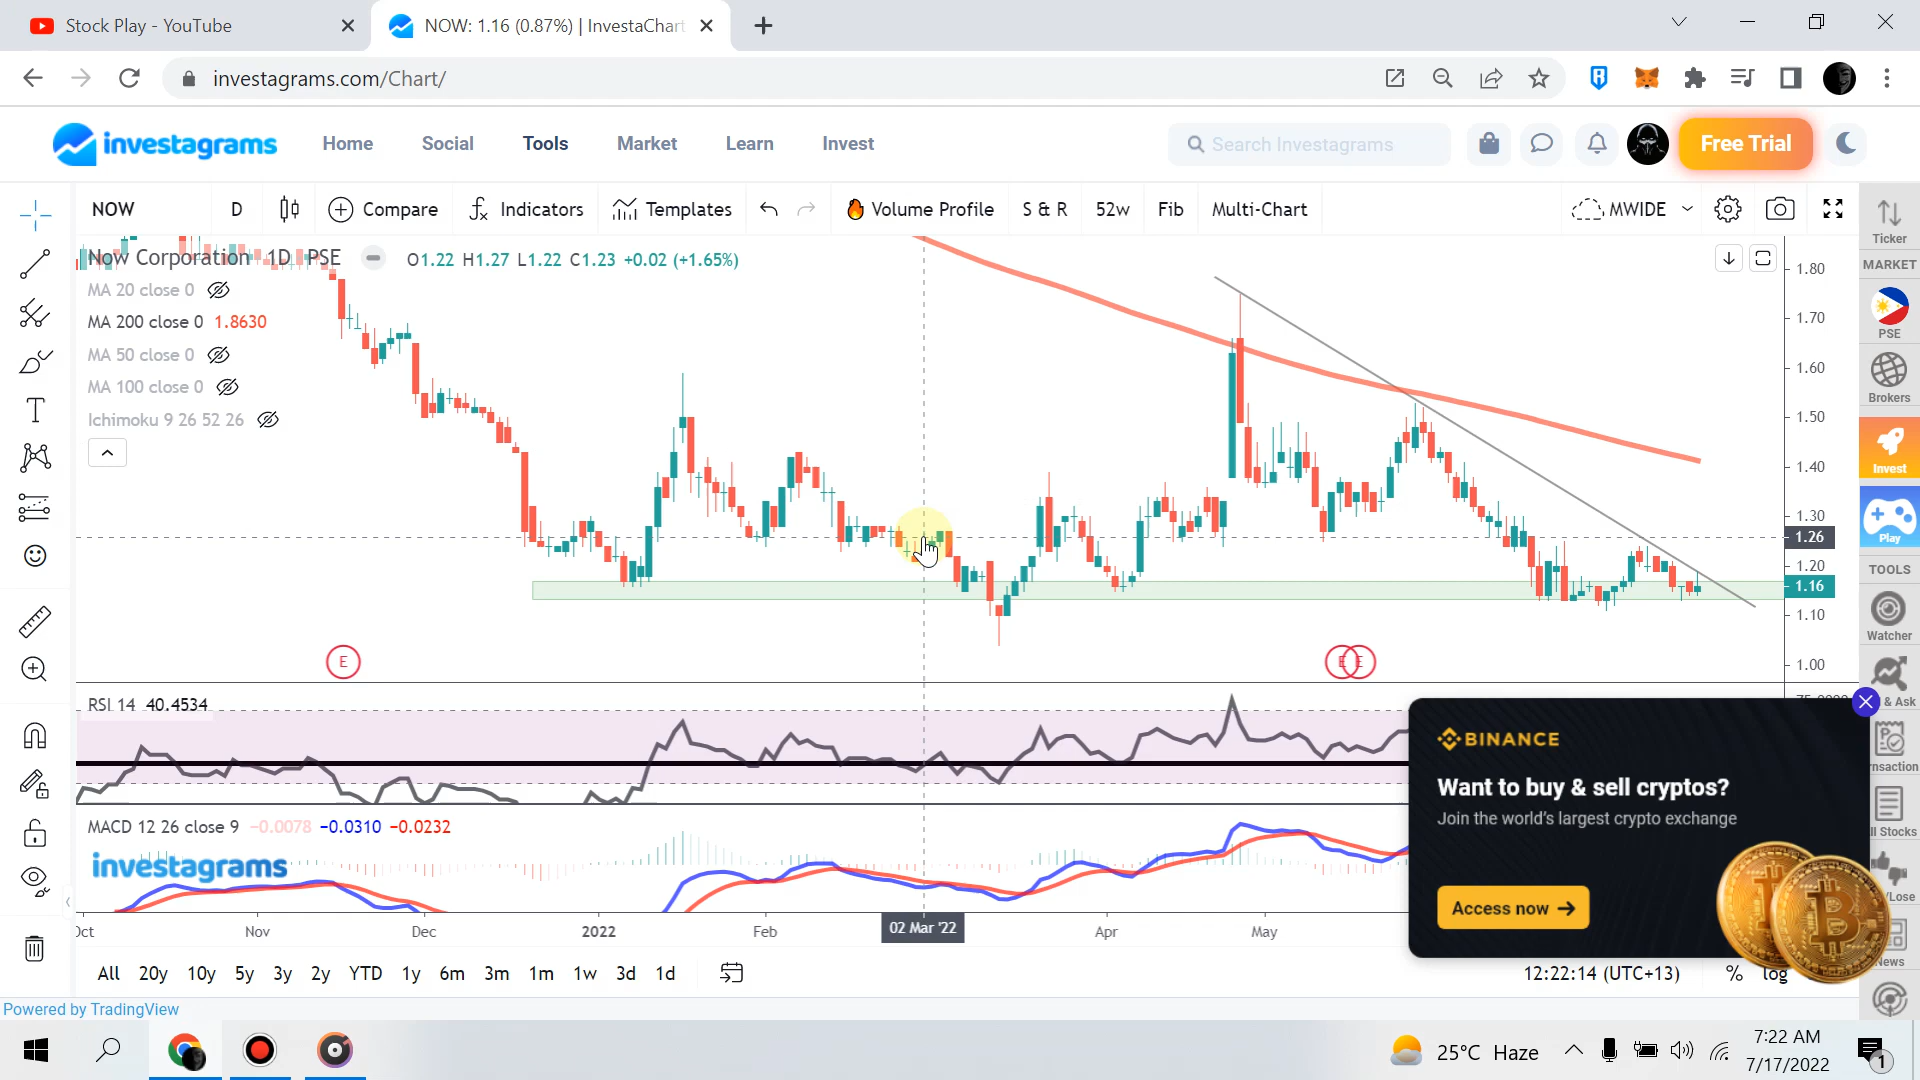 Stock Play - YouTube
NOW: 1.16 (0.87%) | InvestaChart
investagrams.com/Chart/
investagrams
Home
Social
Tools
Market
Learn
Invest
Search Investagrams
Free Trial
NOW
D
Compare
Indicators
Templates
Volume Profile
S & R
52w
Fib
Multi-Chart
MWIDE
Ticker
Now Corporation 1D PSE
O1.22 H1.27 L1.22 C1.23 +0.02 (+1.65%)
MA 20 close 0
MA 200 close 0 1.8630
MA 50 close 0
MA 100 close 0
Ichimoku 9 26 52 26
1.80
1.70
1.60
1.50
1.40
1.30
1.26
1.20
1.16
1.10
1.00
MARKET
PSE
Brokers
Invest
Play
TOOLS
Watcher
& Ask
nsaction
ll Stocks
/Lose
News
E
E
E
RSI 14 40.4534
MACD 12 26 close 9 -0.0078 -0.0310 -0.0232
investagrams
BINANCE
Want to buy & sell cryptos?
Join the world's largest crypto exchange
Access now →
Oct
Nov
Dec
2022
Feb
02 Mar '22
Apr
May
All
20y
10y
5y
3y
2y
YTD
1y
6m
3m
1m
1w
3d
1d
12:22:14 (UTC+13)
%
log
Powered by TradingView
25°C Haze
7:22 AM
7/17/2022
1